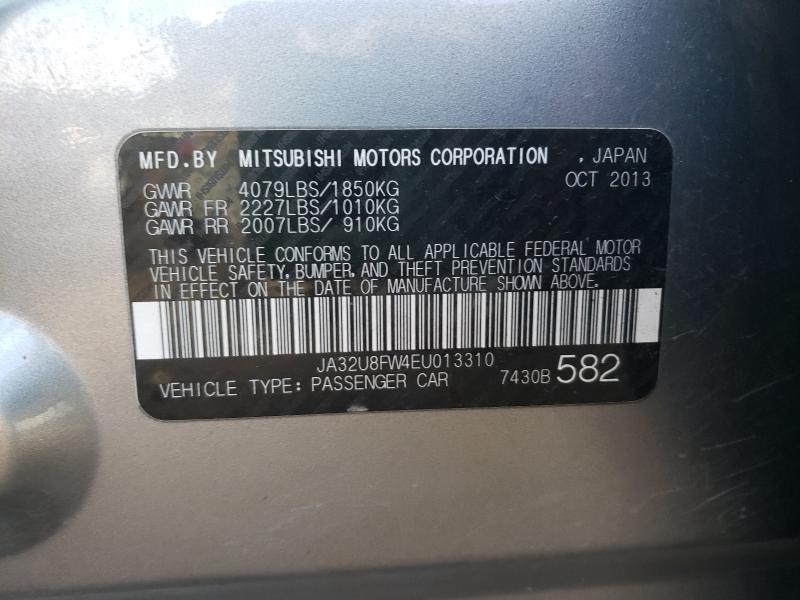 MFD.BY MITSUBISHI MOTORS CORPORATION , JAPAN
GVWR 4079LBS/1850KG OCT 2013
GAWR FR 2227LBS/1010KG
GAWR RR 2007LBS/ 910KG
THIS VEHICLE CONFORMS TO ALL APPLICABLE FEDERAL MOTOR
VEHICLE SAFETY, BUMPER, AND THEFT PREVENTION STANDARDS
IN EFFECT ON THE DATE OF MANUFACTURE SHOWN ABOVE.
JA32U8FW4EU013310
VEHICLE TYPE: PASSENGER CAR 7430B 582